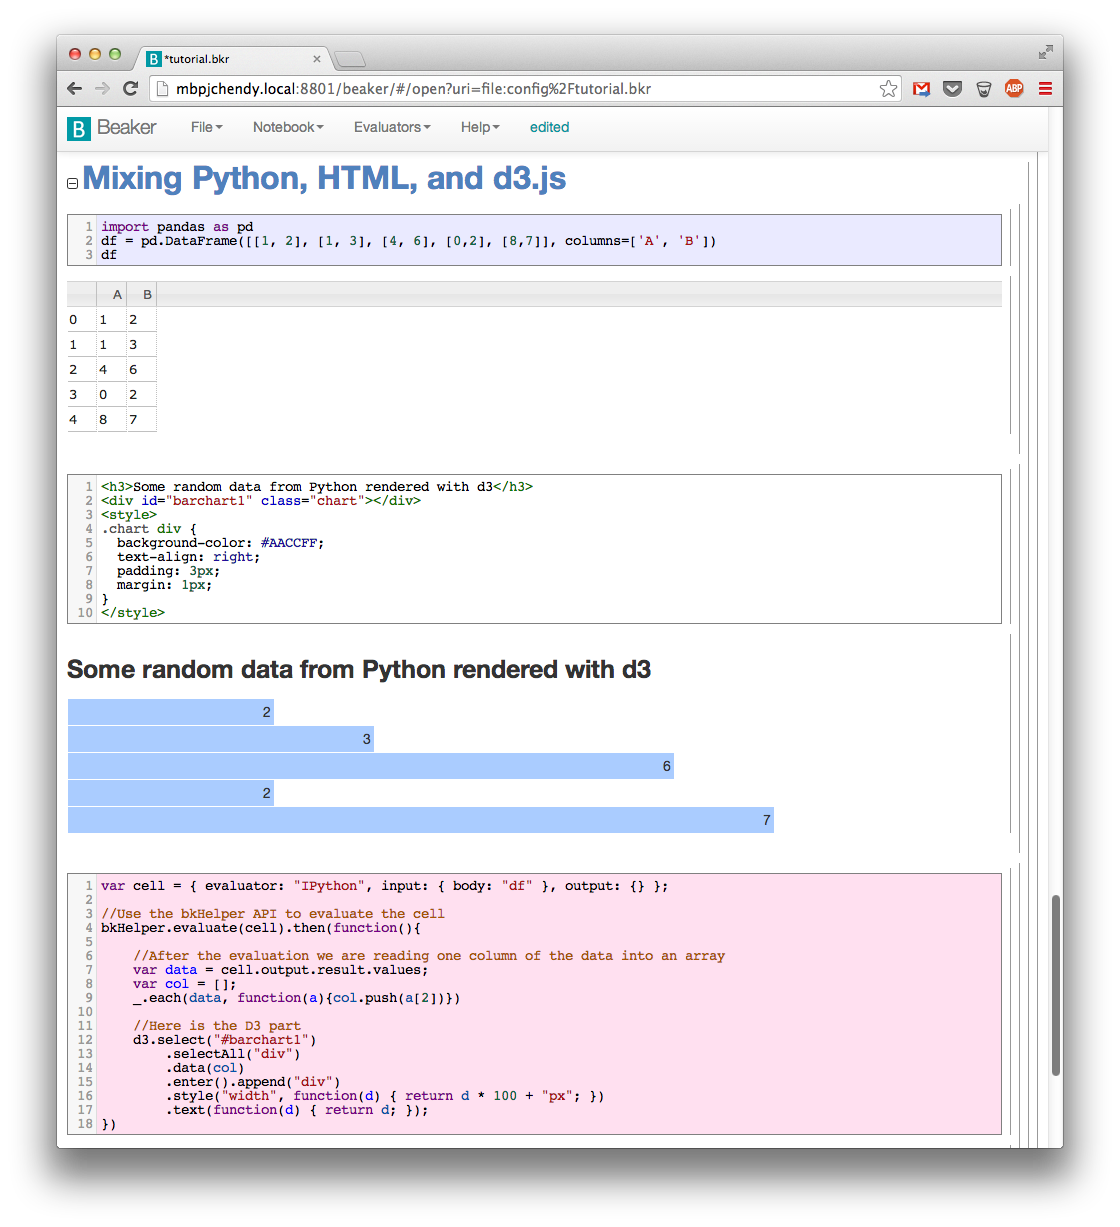 *tutorial.bkr
mbpjchendy.local:8801/beaker/#/open?uri=file:config%2Ftutorial.bkr
ABP
B Beaker File Notebook Evaluators Help edited
Mixing Python, HTML, and d3.js
1 import pandas as pd
2 df = pd.DataFrame([[1, 2], [1, 3], [4, 6], [0,2], [8,7]], columns=['A', 'B'])
3 df
A B
0 1 2
1 1 3
2 4 6
3 0 2
4 8 7
1 <h3>Some random data from Python rendered with d3</h3>
2 <div id="barchart1" class="chart"></div>
3 <style>
4 .chart div {
5   background-color: #AACCFF;
6   text-align: right;
7   padding: 3px;
8   margin: 1px;
9 }
10 </style>
Some random data from Python rendered with d3
2
3
6
2
7
1 var cell = { evaluator: "IPython", input: { body: "df" }, output: {} };
2
3 //Use the bkHelper API to evaluate the cell
4 bkHelper.evaluate(cell).then(function(){
5
6     //After the evaluation we are reading one column of the data into an array
7     var data = cell.output.result.values;
8     var col = [];
9     _.each(data, function(a){col.push(a[2])})
10
11     //Here is the D3 part
12     d3.select("#barchart1")
13         .selectAll("div")
14         .data(col)
15         .enter().append("div")
16         .style("width", function(d) { return d * 100 + "px"; })
17         .text(function(d) { return d; });
18 })